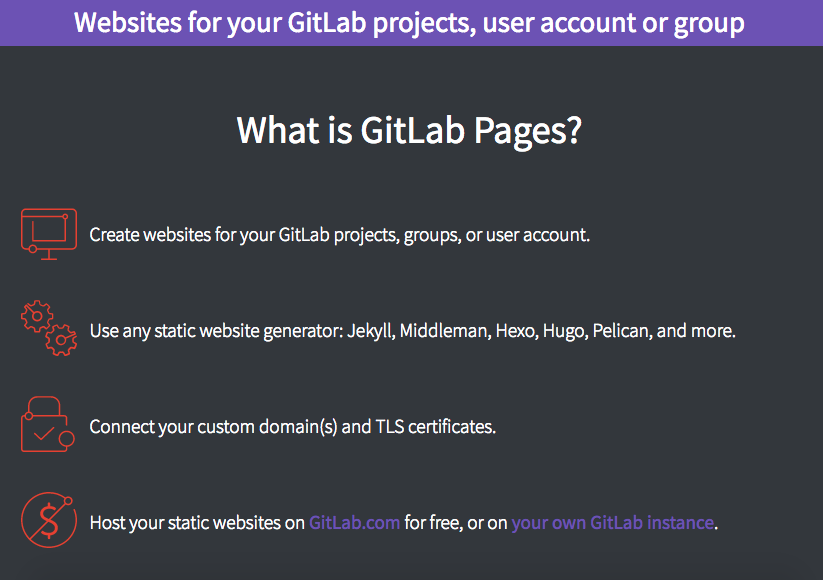 Websites for your GitLab projects, user account or group
What is GitLab Pages?
Create websites for your GitLab projects, groups, or user account.
Use any static website generator: Jekyll, Middleman, Hexo, Hugo, Pelican, and more.
Connect your custom domain(s) and TLS certificates.
Host your static websites on GitLab.com for free, or on your own GitLab instance.